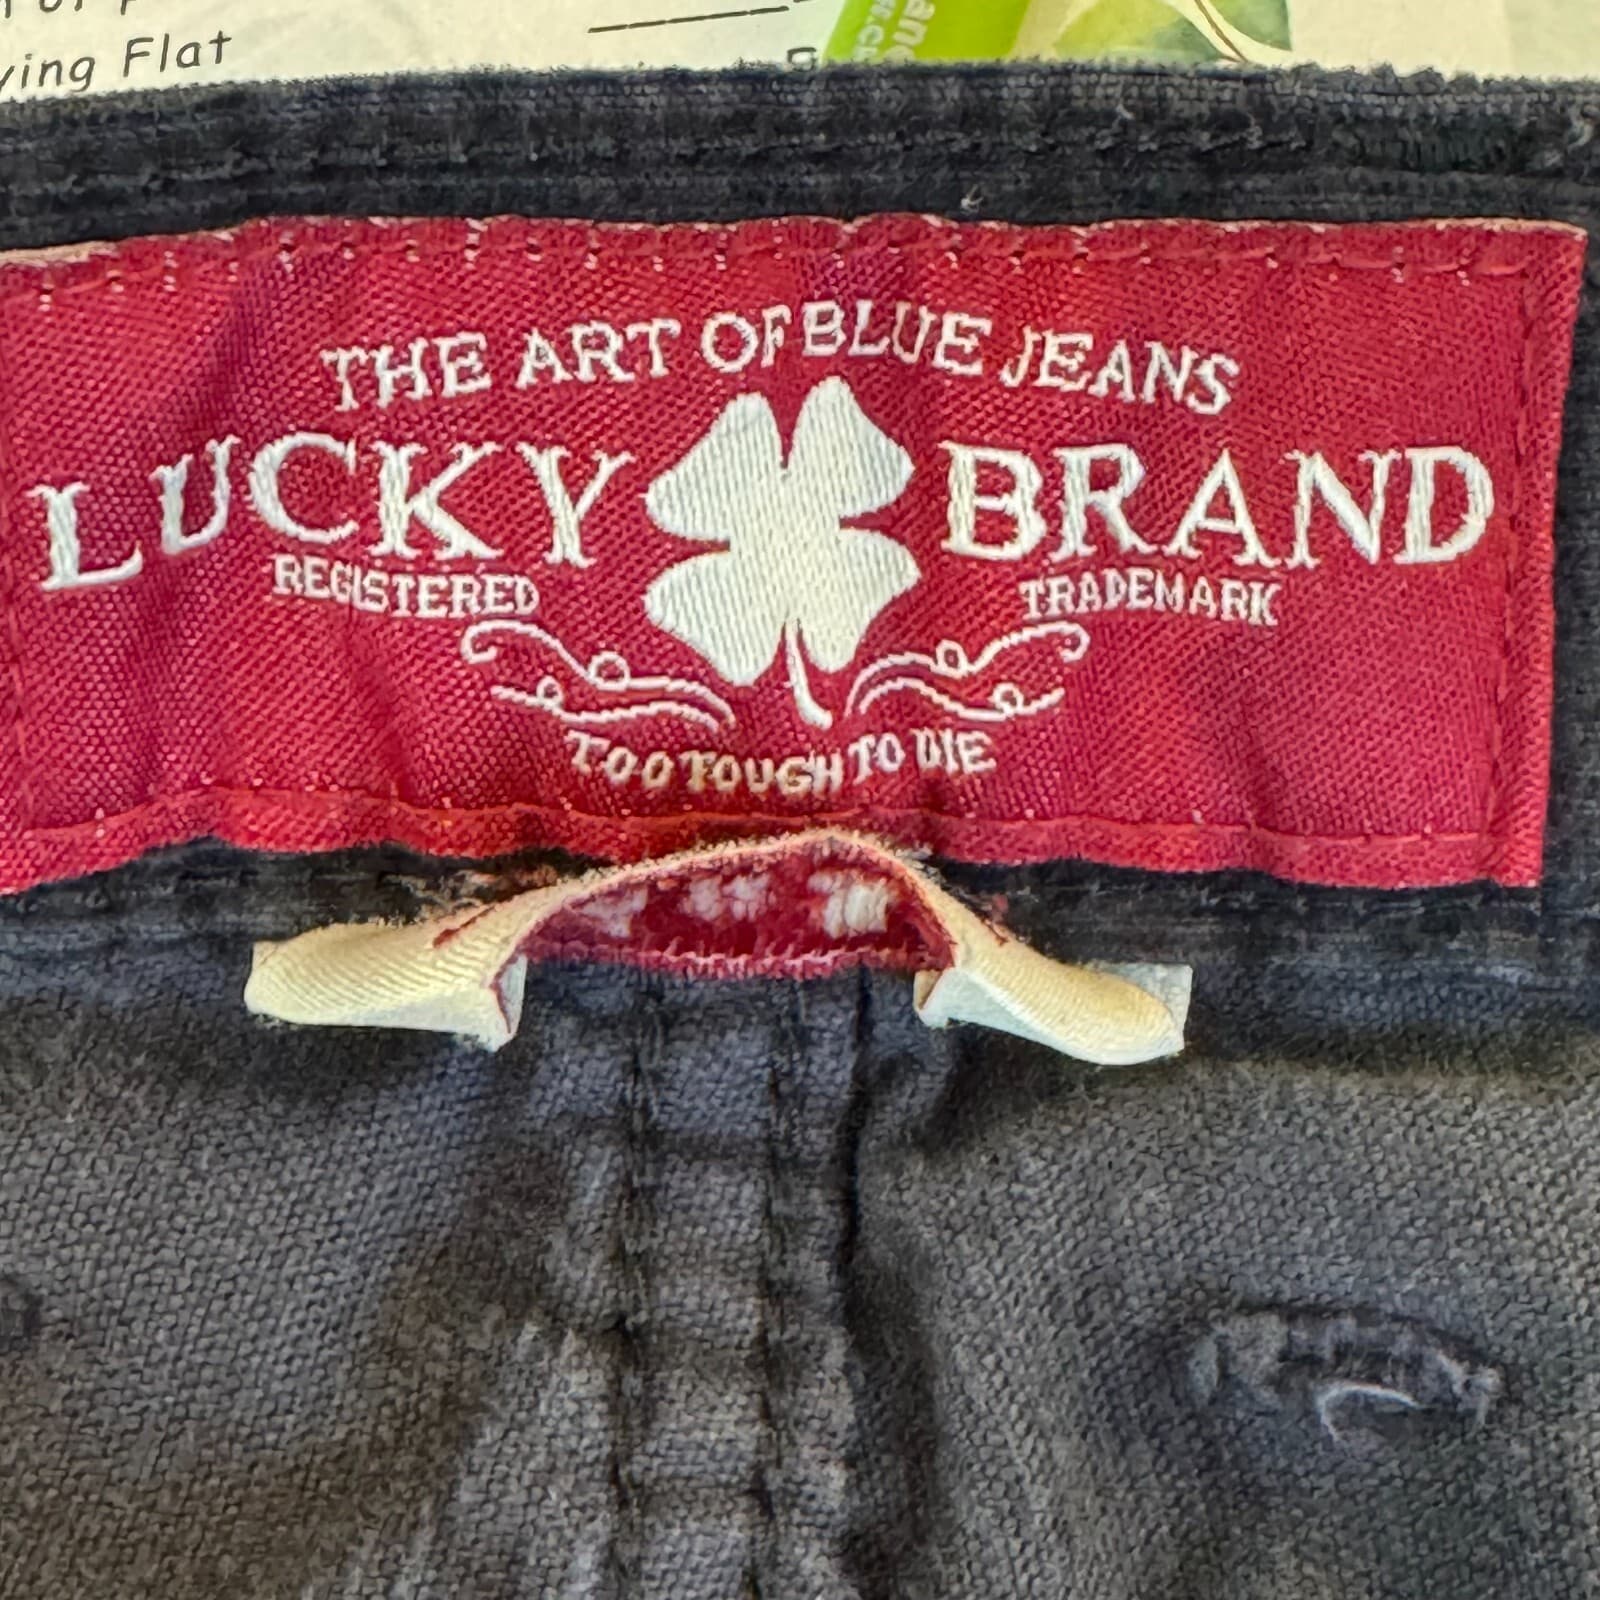 ying Flat
THE ART OF BLUE JEANS
LUCKY BRAND
REGISTERED TRADEMARK
TOO TOUGH TO DIE